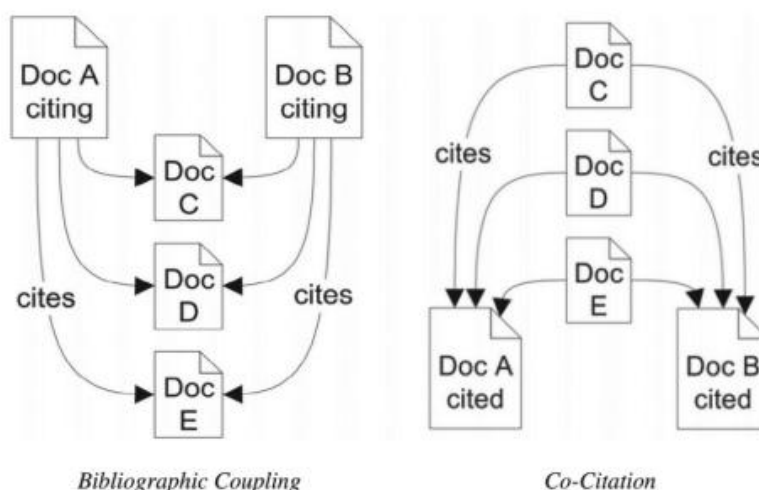 Doc A
citing
Doc B
citing
Doc
C
Doc
D
cites
cites
Doc
E
Bibliographic Coupling
Doc
C
cites
cites
Doc
D
Doc
E
Doc A
cited
Doc B
cited
Co-Citation